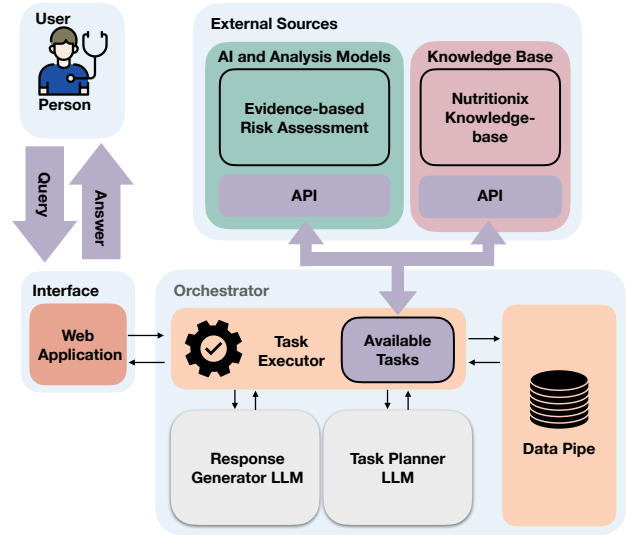 User
Person
Query
Answer
External Sources
AI and Analysis Models
Evidence-based
Risk Assessment
API
Knowledge Base
Nutritionix
Knowledge-
base
API
Interface
Web
Application
Orchestrator
Task
Executor
Available
Tasks
Response
Generator LLM
Task Planner
LLM
Data Pipe